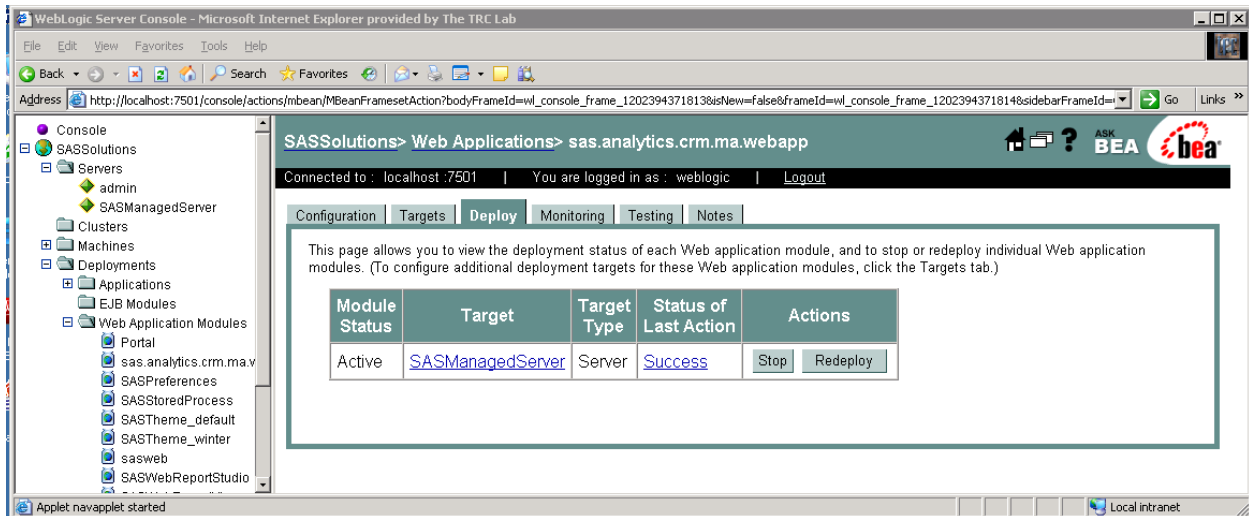 WebLogic Server Console - Microsoft Internet Explorer provided by The TRC Lab
File Edit View Favorites Tools Help
Back Search Favorites
Address http://localhost:7501/console/actions/mbean/MBeanFramesetAction?bodyFrameId=wl_console_frame_1202394371813&isNew=false&frameId=wl_console_frame_1202394371814&sidebarFrameId= Go Links »
Console
SASSolutions
Servers
admin
SASManagedServer
Clusters
Machines
Deployments
Applications
EJB Modules
Web Application Modules
Portal
sas.analytics.crm.ma.v
SASPreferences
SASStoredProcess
SASTheme_default
SASTheme_winter
sasweb
SASWebReportStudio
SASSolutions> Web Applications> sas.analytics.crm.ma.webapp
? ASK BEA bea
Connected to : localhost :7501 | You are logged in as : weblogic | Logout
Configuration Targets Deploy Monitoring Testing Notes
This page allows you to view the deployment status of each Web application module, and to stop or redeploy individual Web application
modules. (To configure additional deployment targets for these Web application modules, click the Targets tab.)
Module Status Target Target Type Status of Last Action Actions
Active SASManagedServer Server Success Stop Redeploy
Applet navapplet started Local intranet